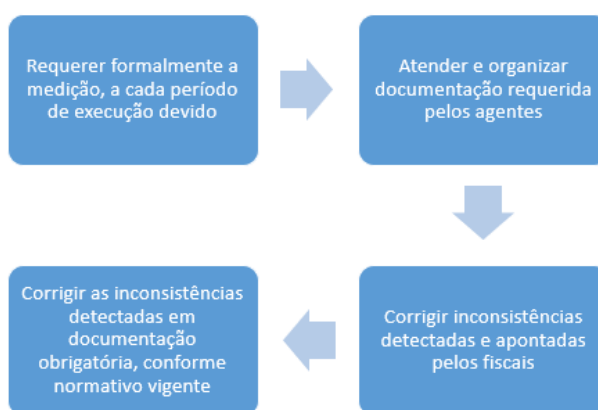 Requerer formalmente a
medição, a cada período
de execução devido
Atender e organizar
documentação requerida
pelos agentes
Corrigir inconsistências
detectadas e apontadas
pelos fiscais
Corrigir as inconsistências
detectadas em
documentação
obrigatória, conforme
normativo vigente